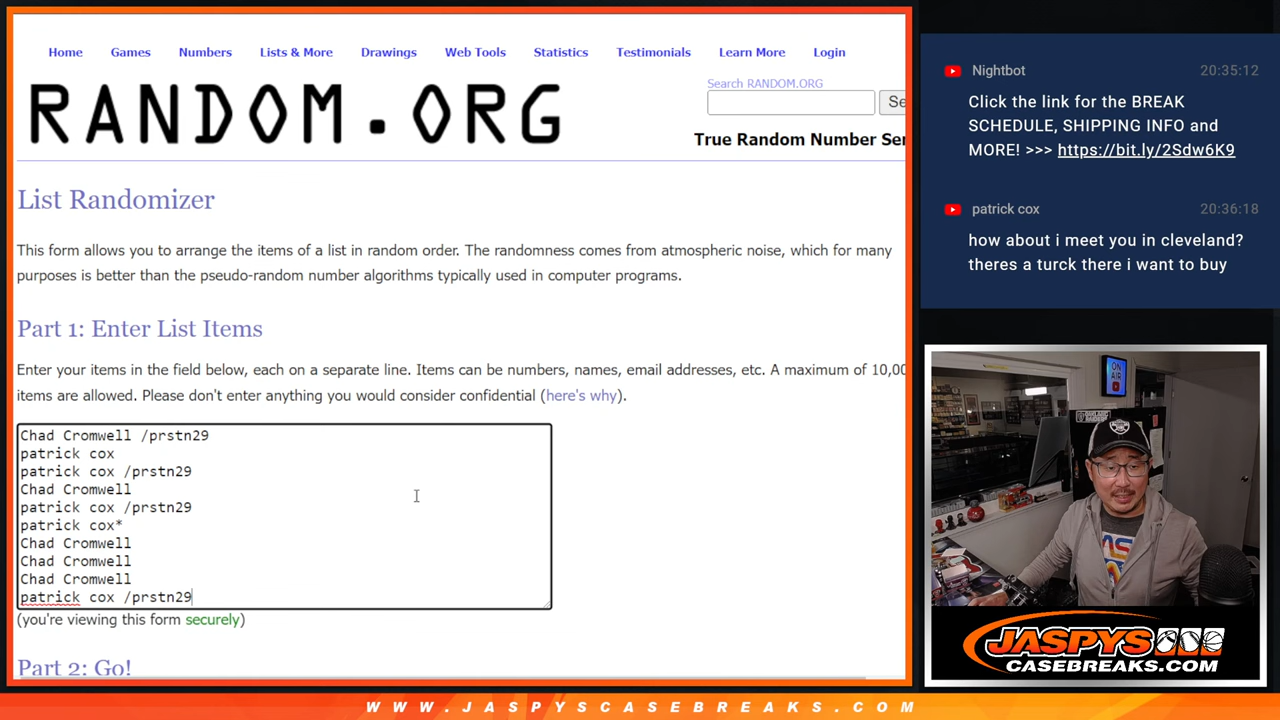 Home Games Numbers Lists & More Drawings Web Tools Statistics Testimonials Learn More Login
RANDOM.ORG
Search RANDOM.ORG
Se
True Random Number Ser
List Randomizer
This form allows you to arrange the items of a list in random order. The randomness comes from atmospheric noise, which for many
purposes is better than the pseudo-random number algorithms typically used in computer programs.
Part 1: Enter List Items
Enter your items in the field below, each on a separate line. Items can be numbers, names, email addresses, etc. A maximum of 10,00
items are allowed. Please don't enter anything you would consider confidential (here's why).
Chad Cromwell /prstn29
patrick cox
patrick cox /prstn29
Chad Cromwell
patrick cox /prstn29
patrick cox*
Chad Cromwell
Chad Cromwell
Chad Cromwell
patrick cox /prstn29
(you're viewing this form securely)
Part 2: Go!
Nightbot 20:35:12
Click the link for the BREAK
SCHEDULE, SHIPPING INFO and
MORE! >>> https://bit.ly/2Sdw6K9
patrick cox 20:36:18
how about i meet you in cleveland?
theres a turck there i want to buy
ON
AIR
JASPYS
CASEBREAKS.COM
WWW.JASPYSCASEBREAKS.COM